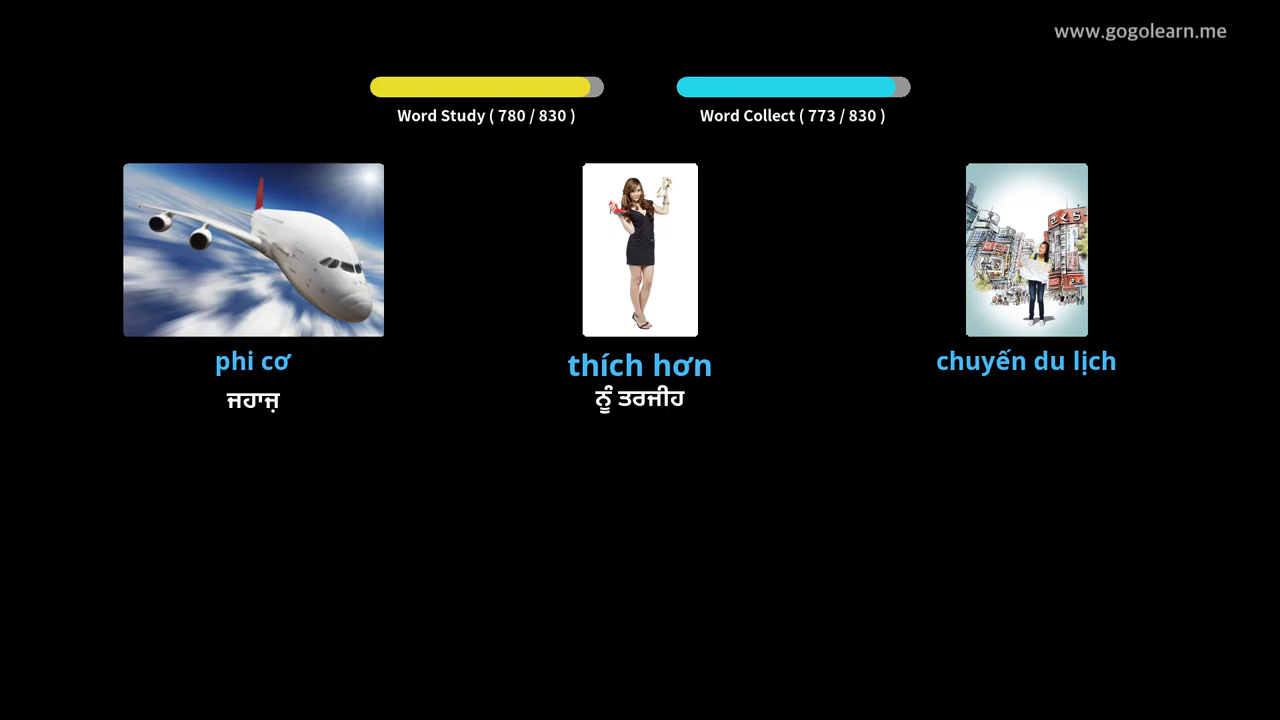 www.gogolearn.me
Word Study ( 780 / 830 )
Word Collect ( 773 / 830 )
phi cơ
thích hơn
chuyến du lịch
ਜਹਾਜ਼
ਨੂੰ ਤਰਜੀਹ